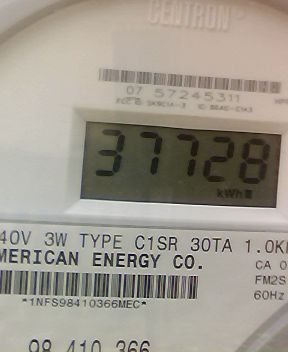 CENTRON
07 57245311
37728
kWh
40V 3W TYPE C1SR 30TA 1.0K
MERICAN ENERGY CO.
CA 0
FM2S
60Hz
*1NFS98410366MEC*
98 410 366